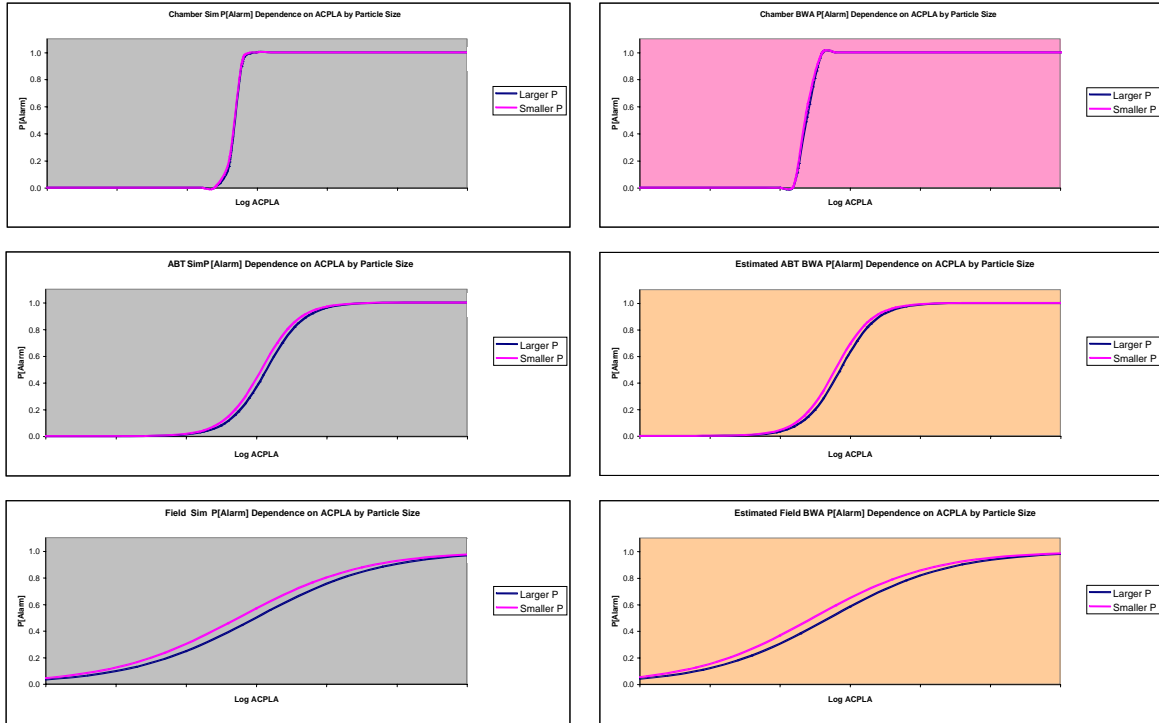 Chamber Sim P[Alarm] Dependence on ACPLA by Particle Size
P[Alarm]
1.0
0.8
0.6
0.4
0.2
0.0
Log ACPLA
Larger P
Smaller P
Chamber BWA P[Alarm] Dependence on ACPLA by Particle Size
P[Alarm]
1.0
0.8
0.6
0.4
0.2
0.0
Log ACPLA
Larger P
Smaller P
ABT SimP[Alarm] Dependence on ACPLA by Particle Size
P[Alarm]
1.0
0.8
0.6
0.4
0.2
0.0
Log ACPLA
Larger P
Smaller P
Estimated ABT BWA P[Alarm] Dependence on ACPLA by Particle Size
P[Alarm]
1.0
0.8
0.6
0.4
0.2
0.0
Log ACPLA
Larger P
Smaller P
Field Sim P[Alarm] Dependence on ACPLA by Particle Size
P[Alarm]
1.0
0.8
0.6
0.4
0.2
0.0
Log ACPLA
Larger P
Smaller P
Estimated Field BWA P[Alarm] Dependence on ACPLA by Particle Size
P[Alarm]
1.0
0.8
0.6
0.4
0.2
0.0
Log ACPLA
Larger P
Smaller P